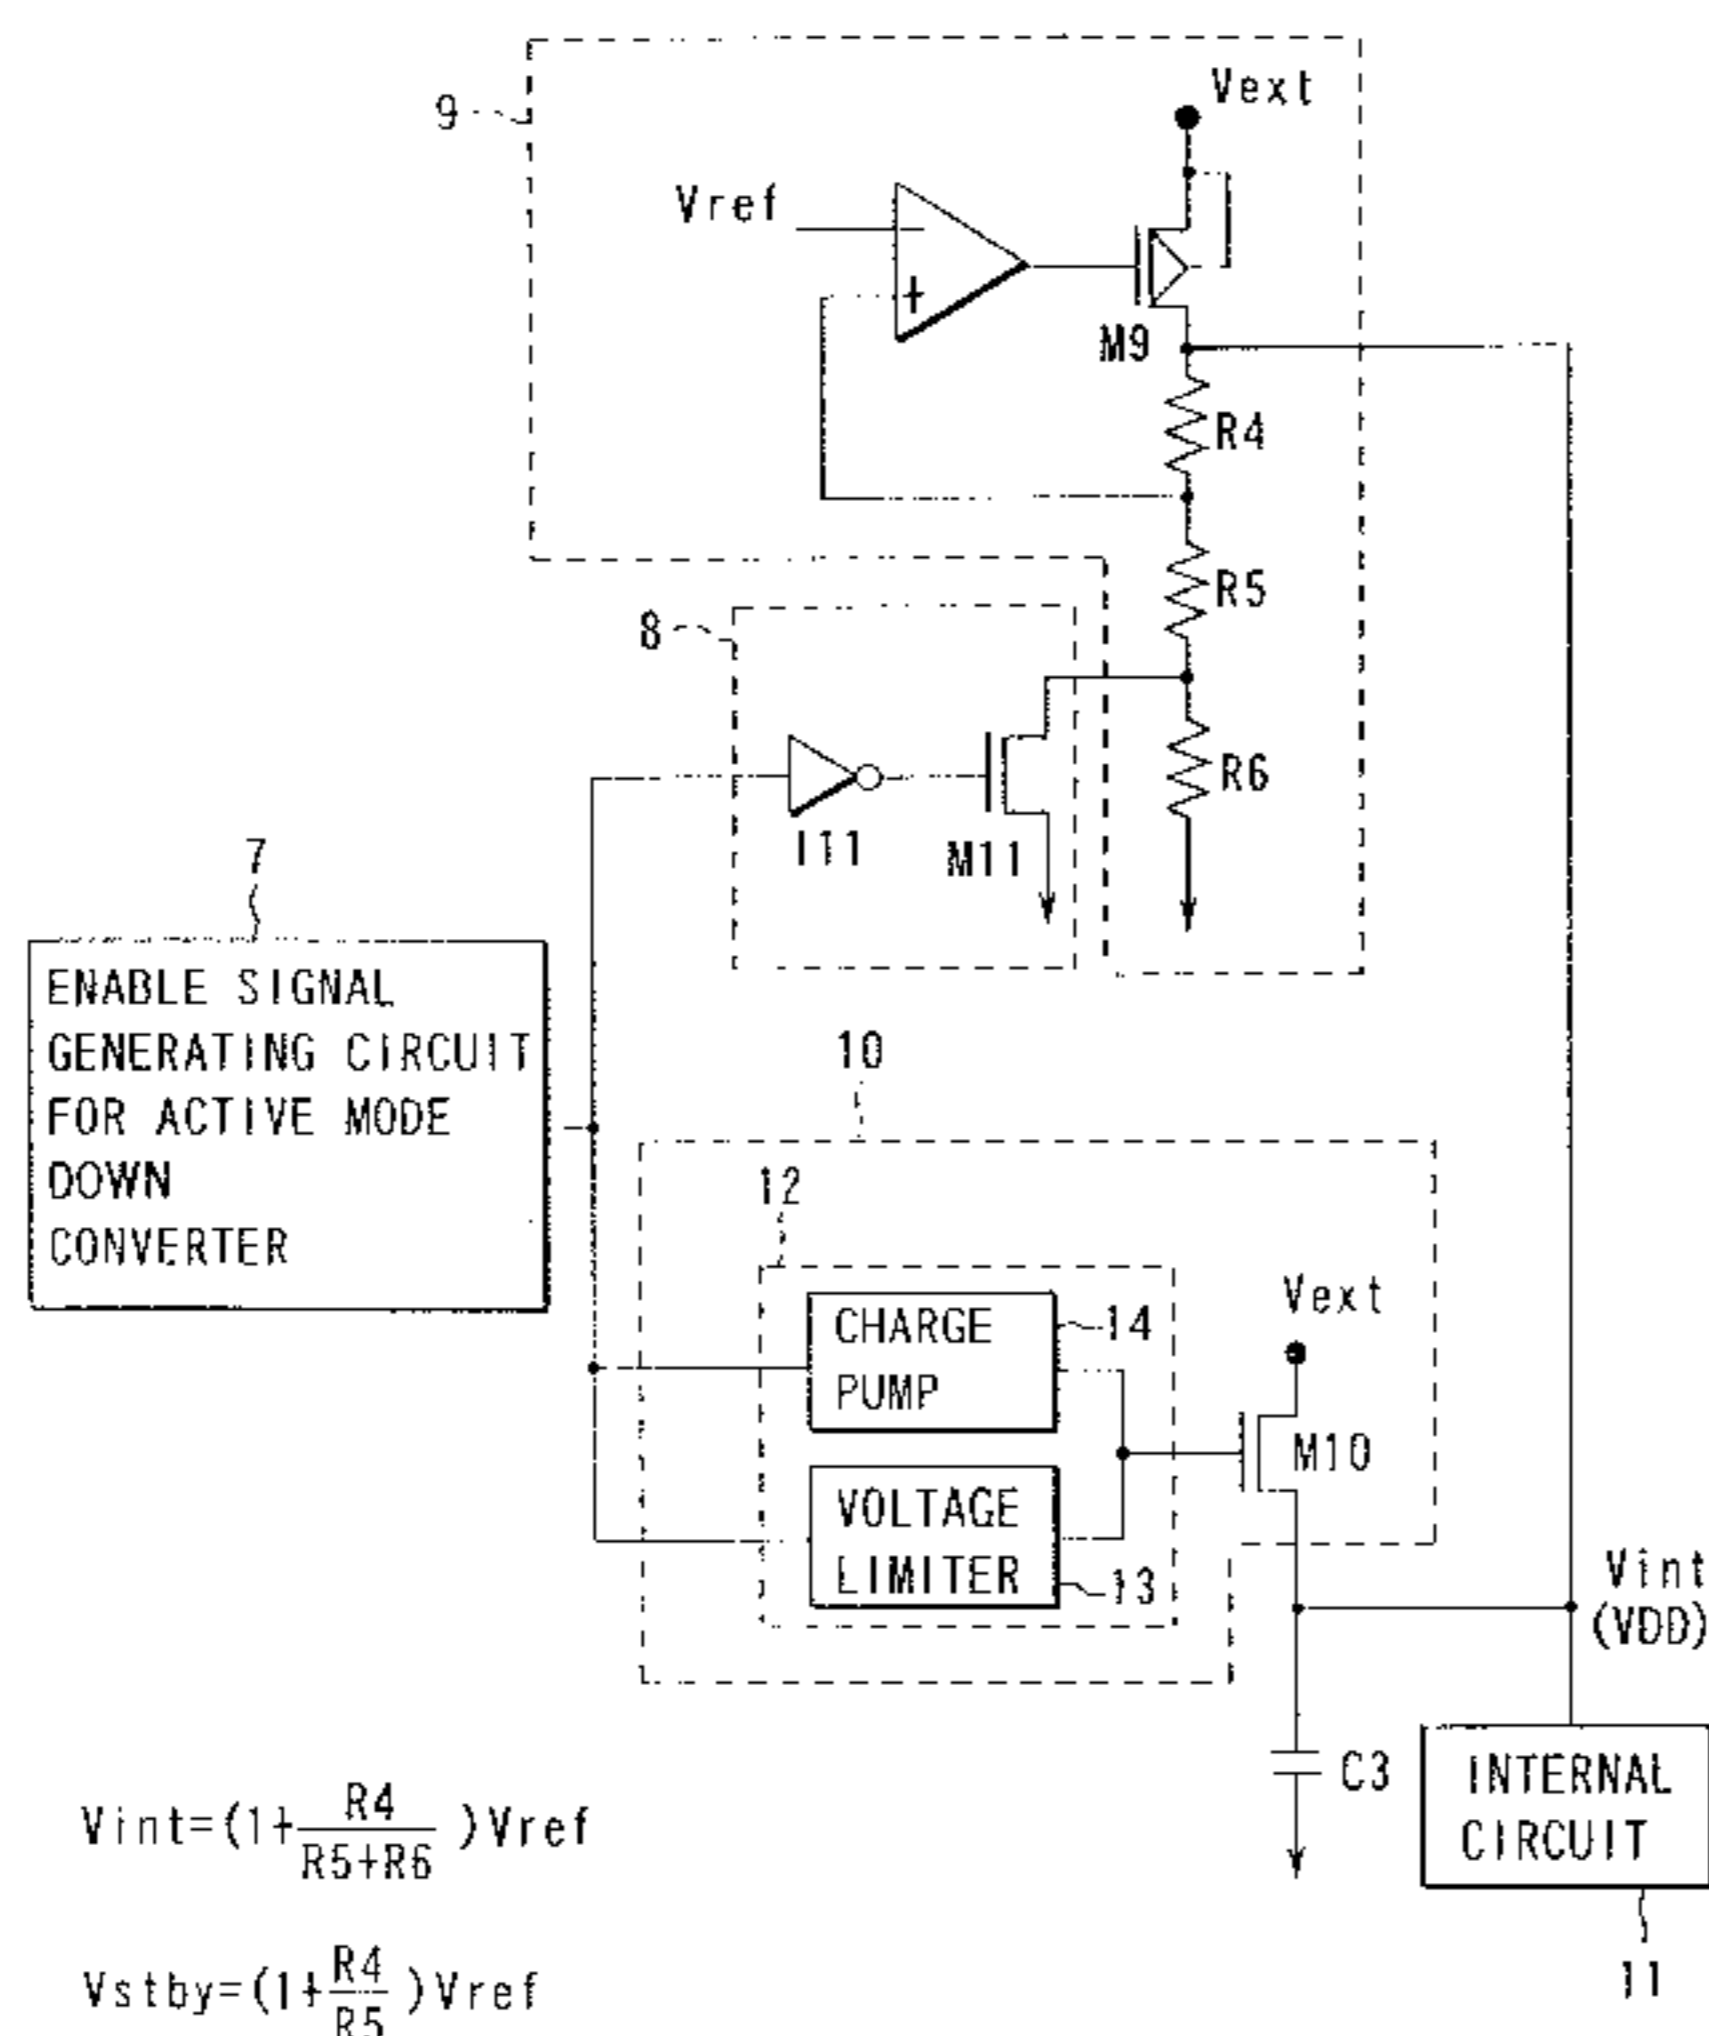 9
Vext
Vref
−
+
M9
R4
R5
8
R6
I11
M11
7
ENABLE SIGNAL
GENERATING CIRCUIT
FOR ACTIVE MODE
DOWN
CONVERTER
10
12
Vext
CHARGE
PUMP
14
M10
VOLTAGE
LIMITER
13
Vint
(VDD)
C3
INTERNAL
CIRCUIT
11
Vint=(1+R4/R5+R6)Vref
Vstby=(1+R4/R5)Vref